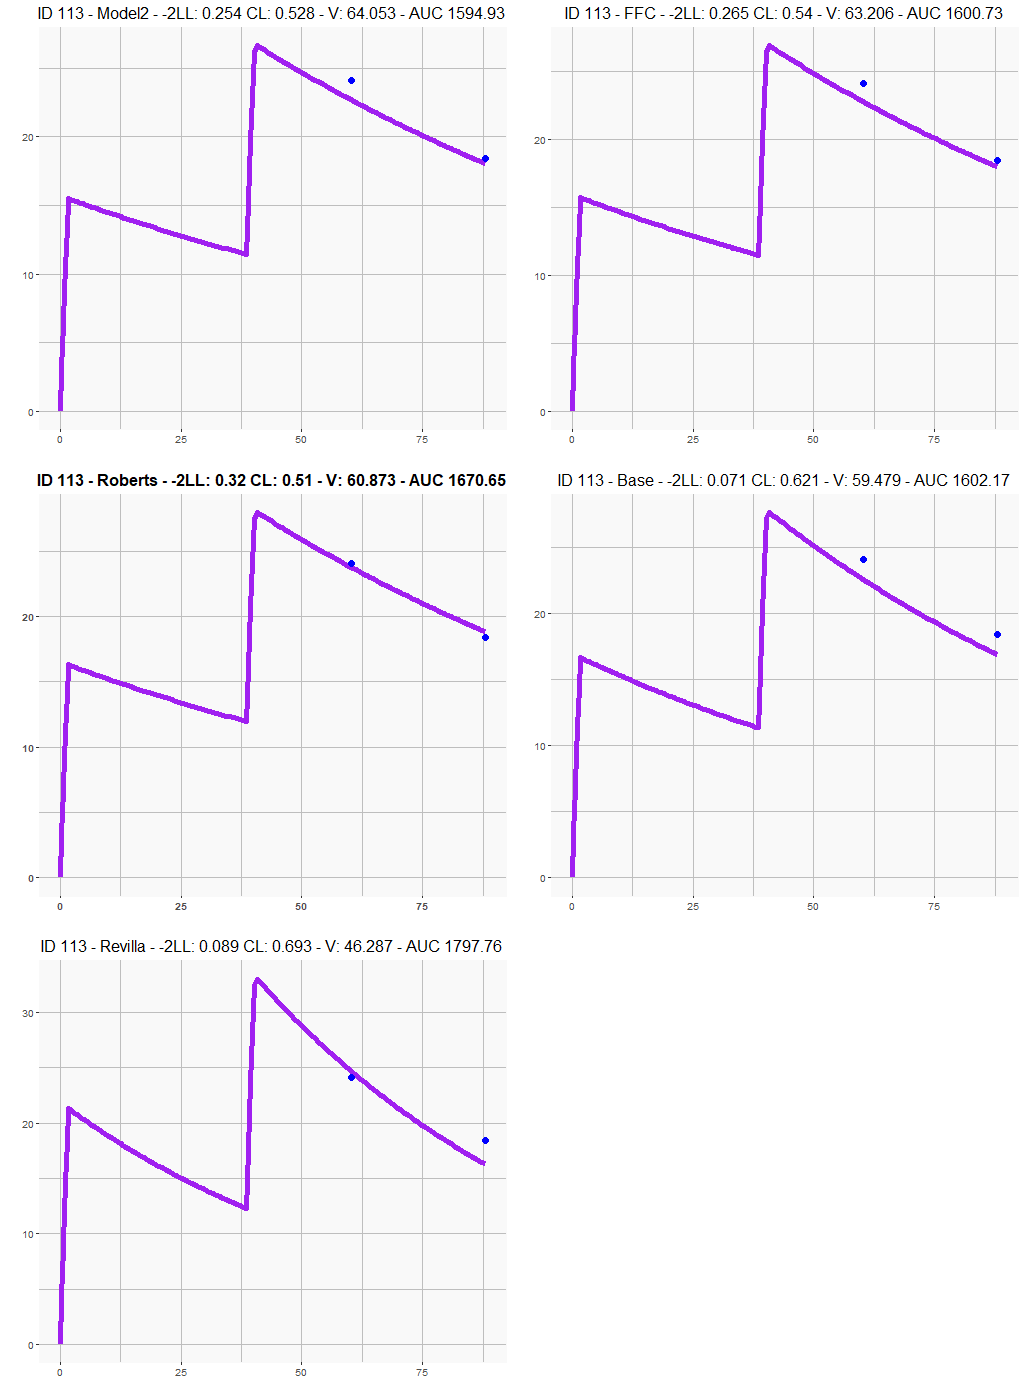 ID 113 - Model2 - -2LL: 0.254 CL: 0.528 - V: 64.053 - AUC 1594.93
20
10
0
0 25 50 75
ID 113 - FFC - -2LL: 0.265 CL: 0.54 - V: 63.206 - AUC 1600.73
20
10
0
0 25 50 75
ID 113 - Roberts - -2LL: 0.32 CL: 0.51 - V: 60.873 - AUC 1670.65
20
10
0
0 25 50 75
ID 113 - Base - -2LL: 0.071 CL: 0.621 - V: 59.479 - AUC 1602.17
20
10
0
0 25 50 75
ID 113 - Revilla - -2LL: 0.089 CL: 0.693 - V: 46.287 - AUC 1797.76
30
20
10
0
0 25 50 75